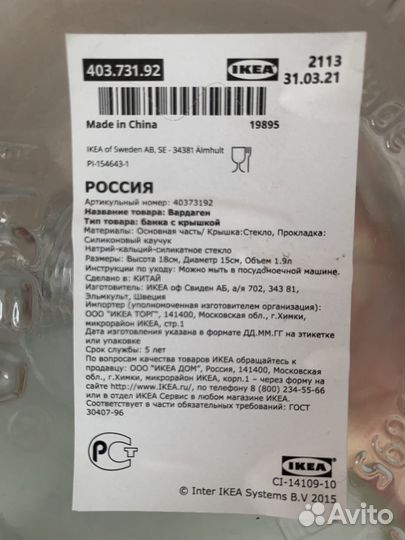 403.731.92
IKEA
2113
31.03.21
Made in China
19895
IKEA of Sweden AB, SE - 34381 Älmhult
PI-154643-1
РОССИЯ
Артикульный номер: 40373192
Название товара: Вардаген
Тип товара: банка с крышкой
Материалы: Основная часть/ Крышка:Стекло, Прокладка:
Силиконовый каучук
Натрий-кальций-силикатное стекло
Размеры: Высота 18см, Диаметр 15см, Объем 1.9л
Инструкции по уходу: Можно мыть в посудомоечной машине.
Сделано в: КИТАЙ
Изготовитель: ИКЕА оф Свиден АБ, а/я 702, 343 81,
Эльмхульт, Швеция
Импортер (уполномоченная изготовителем организация):
ООО "ИКЕА ТОРГ", 141400, Московская обл., г.Химки,
микрорайон ИКЕА, стр.1
Дата изготовления указана в формате ДД.ММ.ГГ на этикетке
или упаковке
Срок службы: 5 лет
По вопросам качества товаров ИКЕА обращайтесь к
продавцу: ООО "ИКЕА ДОМ", Россия, 141400, Московская
обл., г.Химки, микрорайон ИКЕА, корп.1 - через форму на
сайте http://www.IKEA.ru/, по телефону 8 (800) 234-55-66
или в отдел ИКЕА Сервис в любом магазине ИКЕА.
Соответствует в части обязательных требований: ГОСТ
30407-96
РСТ
IKEA
CI-14109-10
© Inter IKEA Systems B.V 2015
Avito